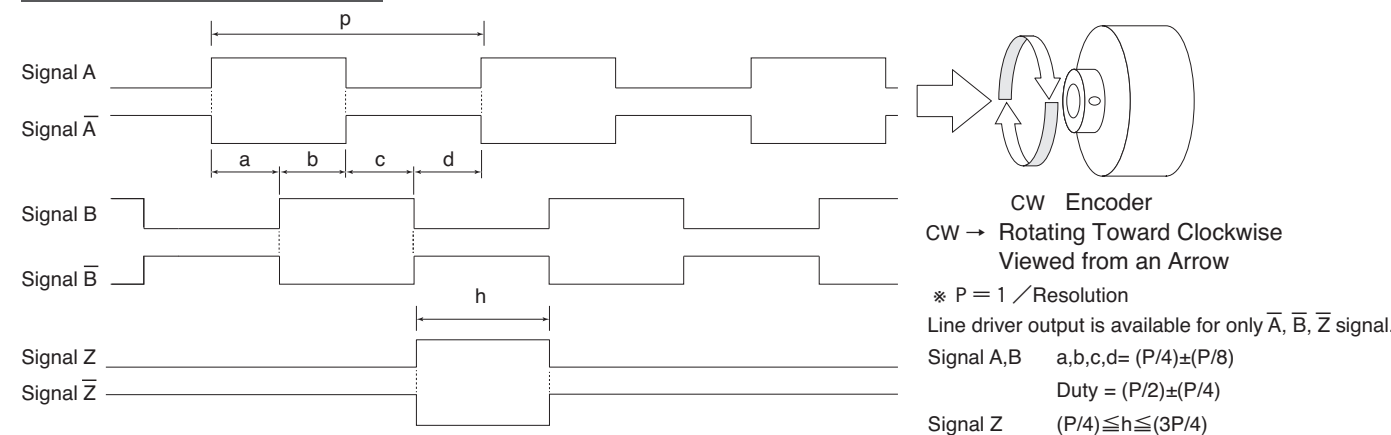 p
Signal A
Signal A̅
a b c d
Signal B
Signal B̅
h
Signal Z
Signal Z̅
CW Encoder
CW → Rotating Toward Clockwise
Viewed from an Arrow
※ P = 1 ／Resolution
Line driver output is available for only A̅, B̅, Z̅ signal.
Signal A,B a,b,c,d= (P/4)±(P/8)
Duty = (P/2)±(P/4)
Signal Z (P/4)≦h≦(3P/4)